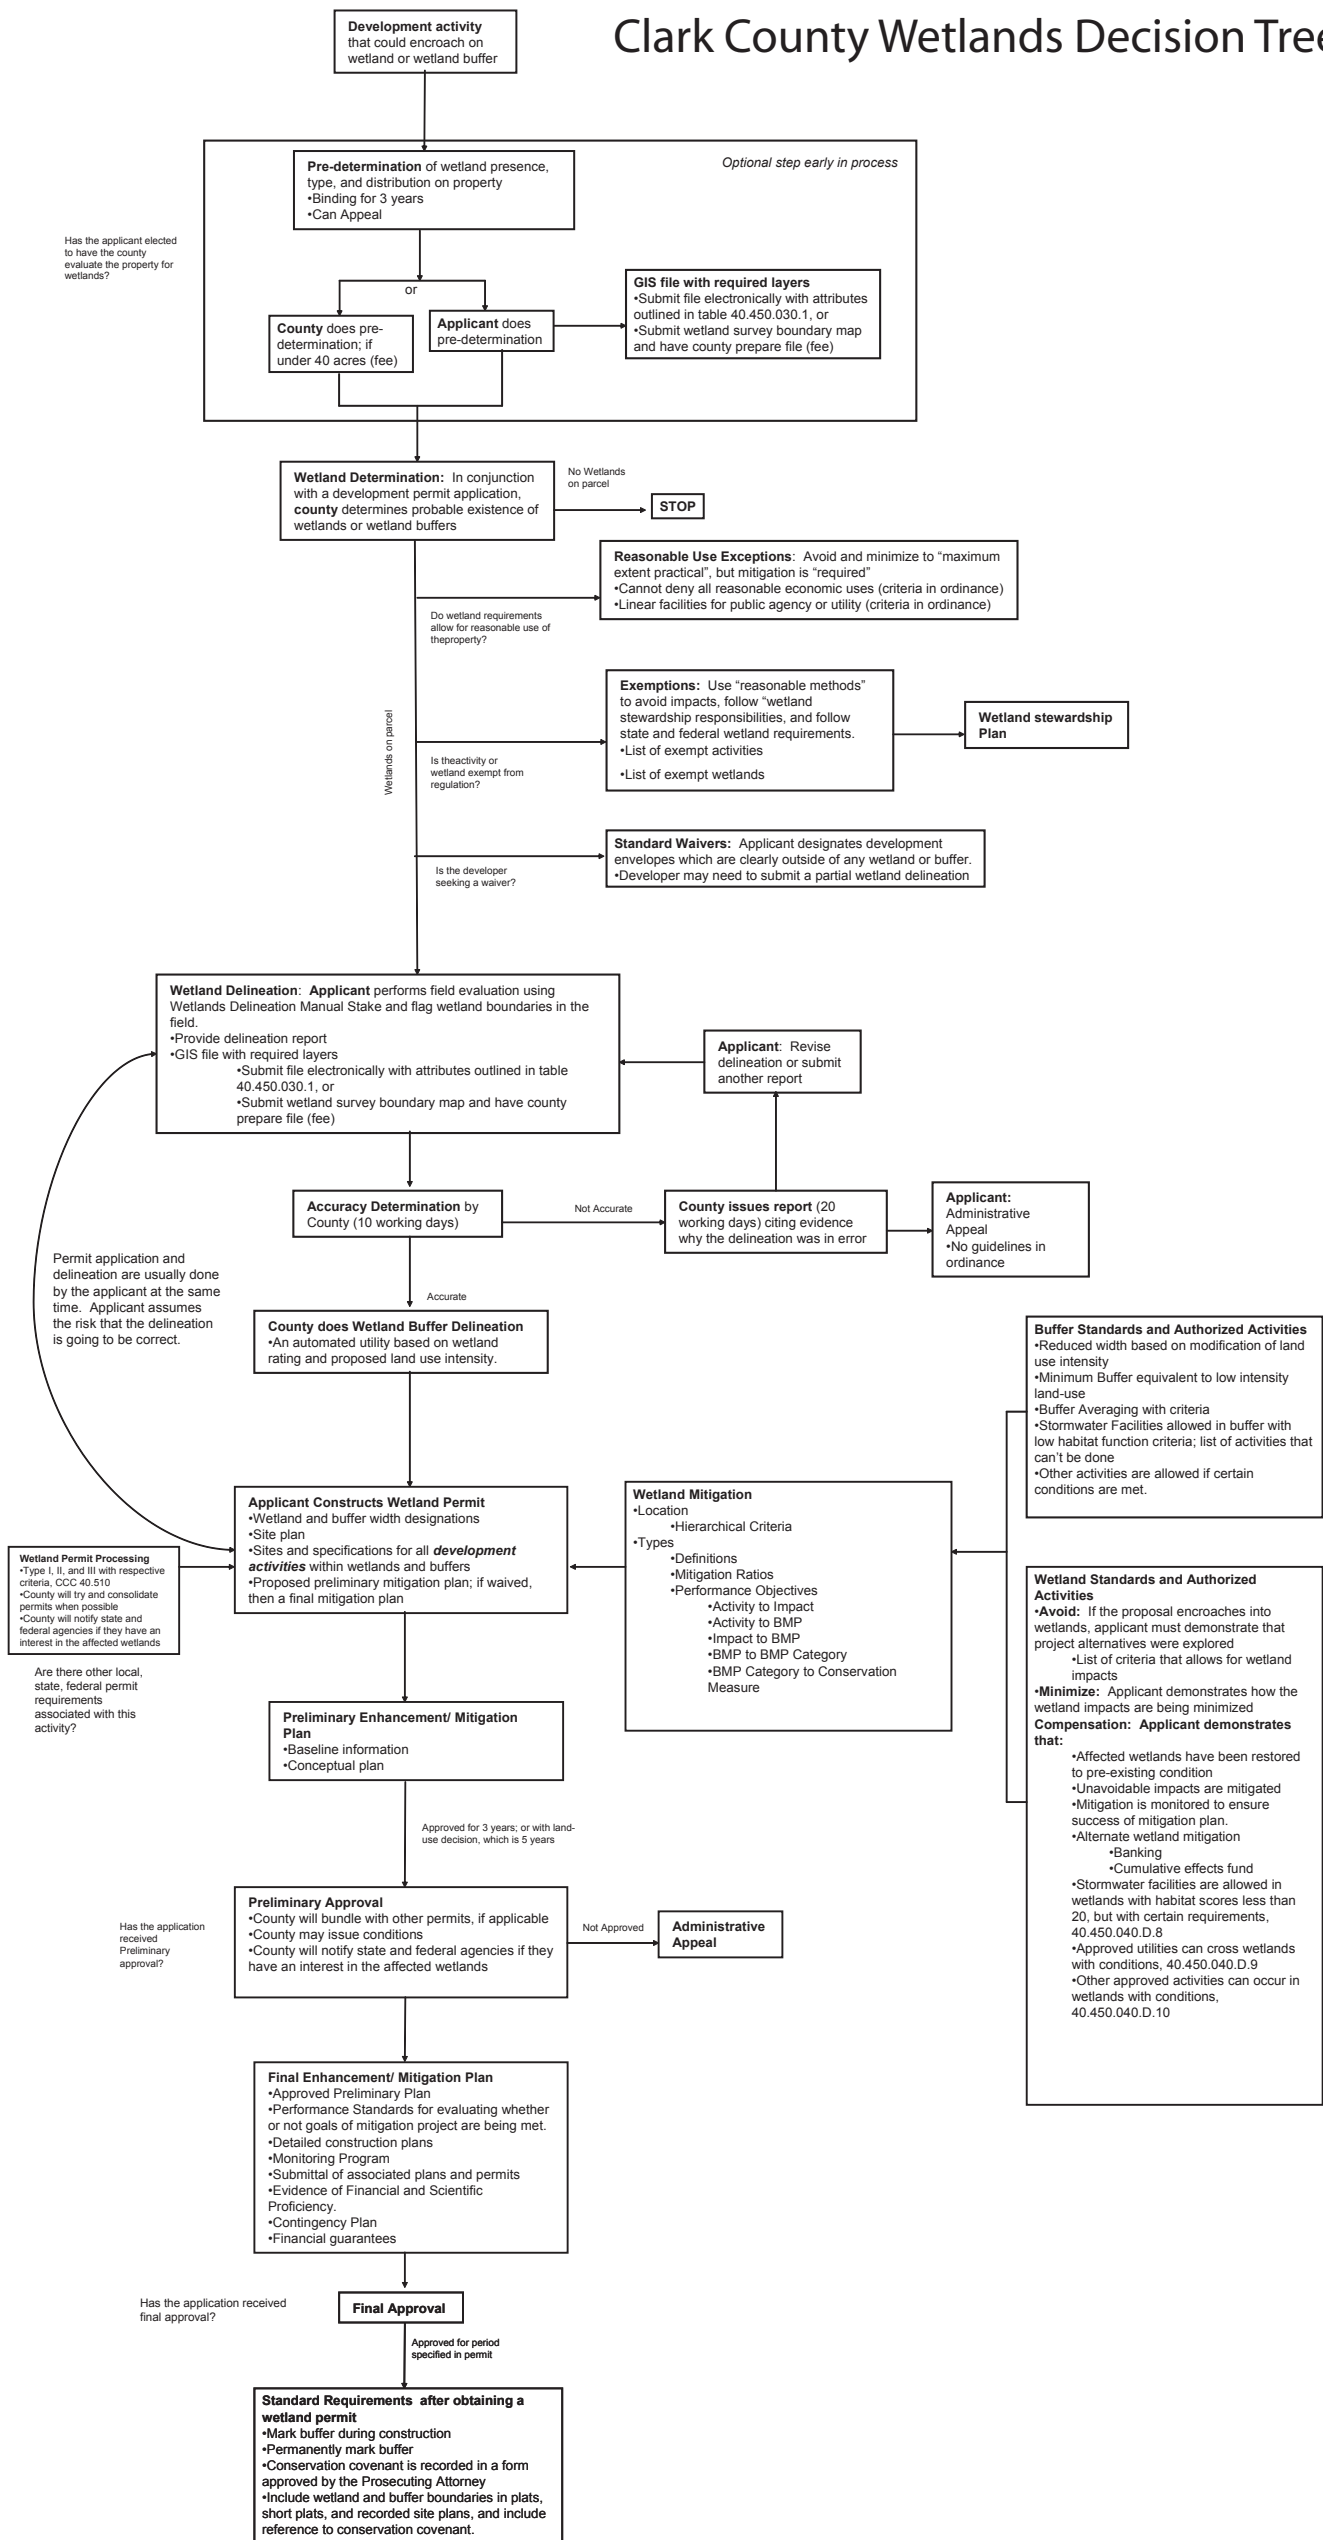 Clark County Wetlands Decision Tree
Development activity
that could encroach on
wetland or wetland buffer
Optional step early in process
Pre-determination of wetland presence,
type, and distribution on property
•Binding for 3 years
•Can Appeal
Has the applicant elected
to have the county
evaluate the property for
wetlands?
or
County does pre-
determination; if
under 40 acres (fee)
Applicant does
pre-determination
GIS file with required layers
•Submit file electronically with attributes
outlined in table 40.450.030.1, or
•Submit wetland survey boundary map
and have county prepare file (fee)
Wetland Determination: In conjunction
with a development permit application,
county determines probable existence of
wetlands or wetland buffers
No Wetlands
on parcel
STOP
Reasonable Use Exceptions: Avoid and minimize to “maximum
extent practical”, but mitigation is “required”
•Cannot deny all reasonable economic uses (criteria in ordinance)
•Linear facilities for public agency or utility (criteria in ordinance)
Do wetland requirements
allow for reasonable use of
theproperty?
Wetlands on parcel
Exemptions: Use “reasonable methods”
to avoid impacts, follow “wetland
stewardship responsibilities, and follow
state and federal wetland requirements.
•List of exempt activities
•List of exempt wetlands
Wetland stewardship
Plan
Is theactivity or
wetland exempt from
regulation?
Standard Waivers: Applicant designates development
envelopes which are clearly outside of any wetland or buffer.
•Developer may need to submit a partial wetland delineation
Is the developer
seeking a waiver?
Wetland Delineation: Applicant performs field evaluation using
Wetlands Delineation Manual Stake and flag wetland boundaries in the
field.
•Provide delineation report
•GIS file with required layers
•Submit file electronically with attributes outlined in table
40.450.030.1, or
•Submit wetland survey boundary map and have county
prepare file (fee)
Applicant: Revise
delineation or submit
another report
Accuracy Determination by
County (10 working days)
Not Accurate
County issues report (20
working days) citing evidence
why the delineation was in error
Applicant:
Administrative
Appeal
•No guidelines in
ordinance
Permit application and
delineation are usually done
by the applicant at the same
time. Applicant assumes
the risk that the delineation
is going to be correct.
Accurate
County does Wetland Buffer Delineation
•An automated utility based on wetland
rating and proposed land use intensity.
Buffer Standards and Authorized Activities
•Reduced width based on modification of land
use intensity
•Minimum Buffer equivalent to low intensity
land-use
•Buffer Averaging with criteria
•Stormwater Facilities allowed in buffer with
low habitat function criteria; list of activities that
can’t be done
•Other activities are allowed if certain
conditions are met.
Applicant Constructs Wetland Permit
•Wetland and buffer width designations
•Site plan
•Sites and specifications for all development
activities within wetlands and buffers
•Proposed preliminary mitigation plan; if waived,
then a final mitigation plan
Wetland Mitigation
•Location
•Hierarchical Criteria
•Types
•Definitions
•Mitigation Ratios
•Performance Objectives
•Activity to Impact
•Activity to BMP
•Impact to BMP
•BMP to BMP Category
•BMP Category to Conservation
Measure
Wetland Permit Processing
•Type I, II, and III with respective
criteria, CCC 40.510
•County will try and consolidate
permits when possible
•County will notify state and
federal agencies if they have an
interest in the affected wetlands
Are there other local,
state, federal permit
requirements
associated with this
activity?
Wetland Standards and Authorized
Activities
•Avoid: If the proposal encroaches into
wetlands, applicant must demonstrate that
project alternatives were explored
•List of criteria that allows for wetland
impacts
•Minimize: Applicant demonstrates how the
wetland impacts are being minimized
Compensation: Applicant demonstrates
that:
•Affected wetlands have been restored
to pre-existing condition
•Unavoidable impacts are mitigated
•Mitigation is monitored to ensure
success of mitigation plan.
•Alternate wetland mitigation
•Banking
•Cumulative effects fund
•Stormwater facilities are allowed in
wetlands with habitat scores less than
20, but with certain requirements,
40.450.040.D.8
•Approved utilities can cross wetlands
with conditions, 40.450.040.D.9
•Other approved activities can occur in
wetlands with conditions,
40.450.040.D.10
Preliminary Enhancement/ Mitigation
Plan
•Baseline information
•Conceptual plan
Approved for 3 years; or with land-
use decision, which is 5 years
Has the application
received
Preliminary
approval?
Preliminary Approval
•County will bundle with other permits, if applicable
•County may issue conditions
•County will notify state and federal agencies if they
have an interest in the affected wetlands
Not Approved
Administrative
Appeal
Final Enhancement/ Mitigation Plan
•Approved Preliminary Plan
•Performance Standards for evaluating whether
or not goals of mitigation project are being met.
•Detailed construction plans
•Monitoring Program
•Submittal of associated plans and permits
•Evidence of Financial and Scientific
Proficiency.
•Contingency Plan
•Financial guarantees
Has the application received
final approval?
Final Approval
Approved for period
specified in permit
Standard Requirements after obtaining a
wetland permit
•Mark buffer during construction
•Permanently mark buffer
•Conservation covenant is recorded in a form
approved by the Prosecuting Attorney
•Include wetland and buffer boundaries in plats,
short plats, and recorded site plans, and include
reference to conservation covenant.